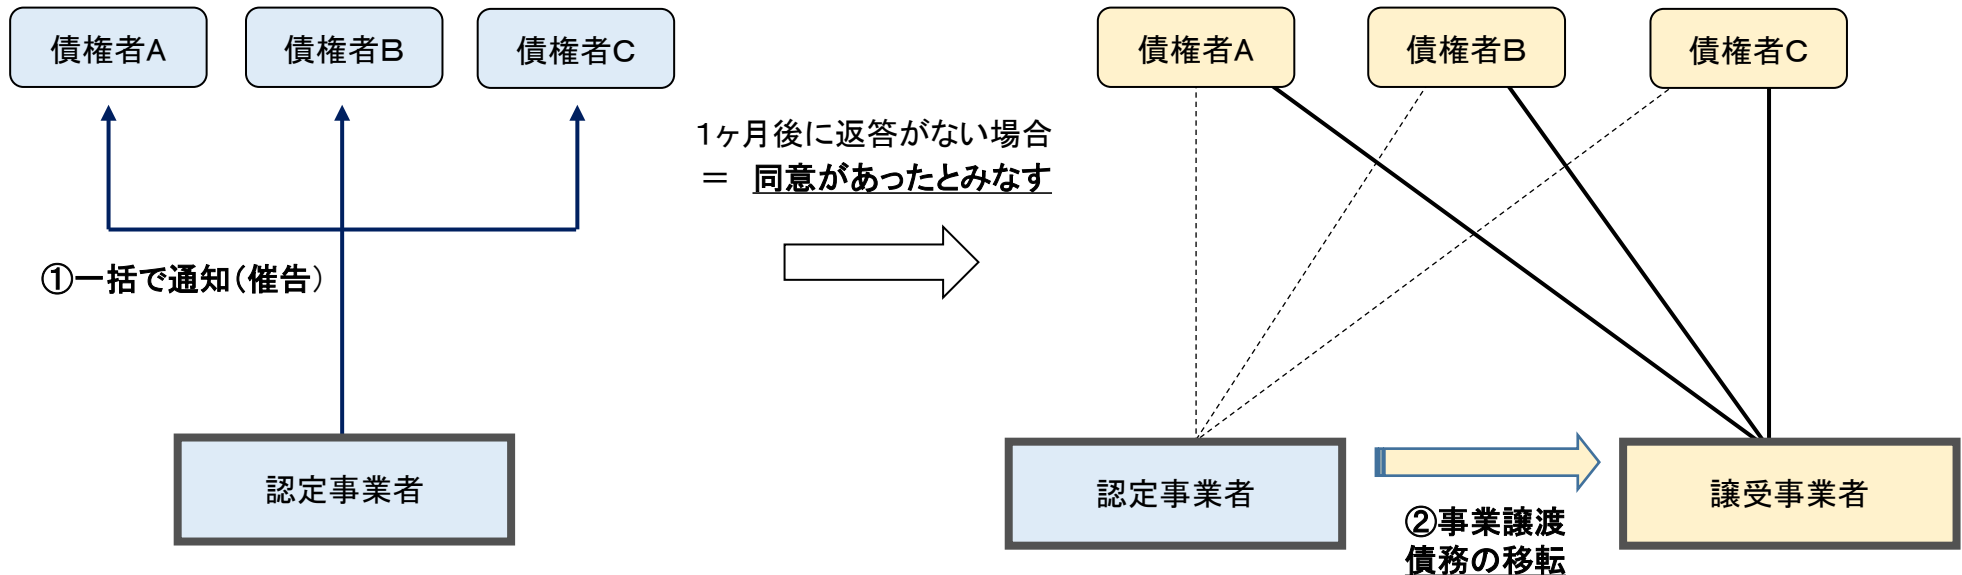 債権者A
債権者B
債権者C
①一括で通知(催告)
認定事業者
1ヶ月後に返答がない場合
= 同意があったとみなす
債権者A
債権者B
債権者C
認定事業者
②事業譲渡
債務の移転
譲受事業者